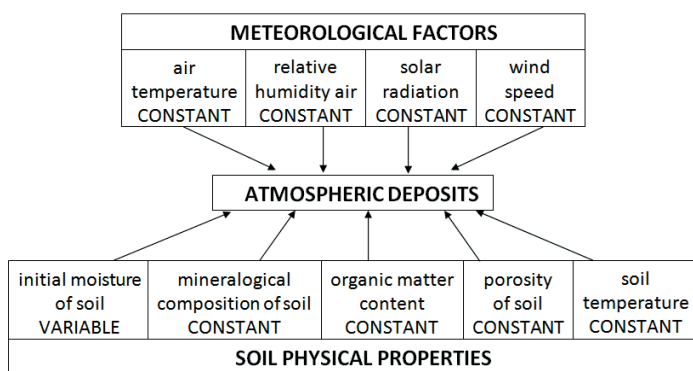 METEOROLOGICAL FACTORS
air temperature CONSTANT
relative humidity air CONSTANT
solar radiation CONSTANT
wind speed CONSTANT
ATMOSPHERIC DEPOSITS
initial moisture of soil VARIABLE
mineralogical composition of soil CONSTANT
organic matter content CONSTANT
porosity of soil CONSTANT
soil temperature CONSTANT
SOIL PHYSICAL PROPERTIES